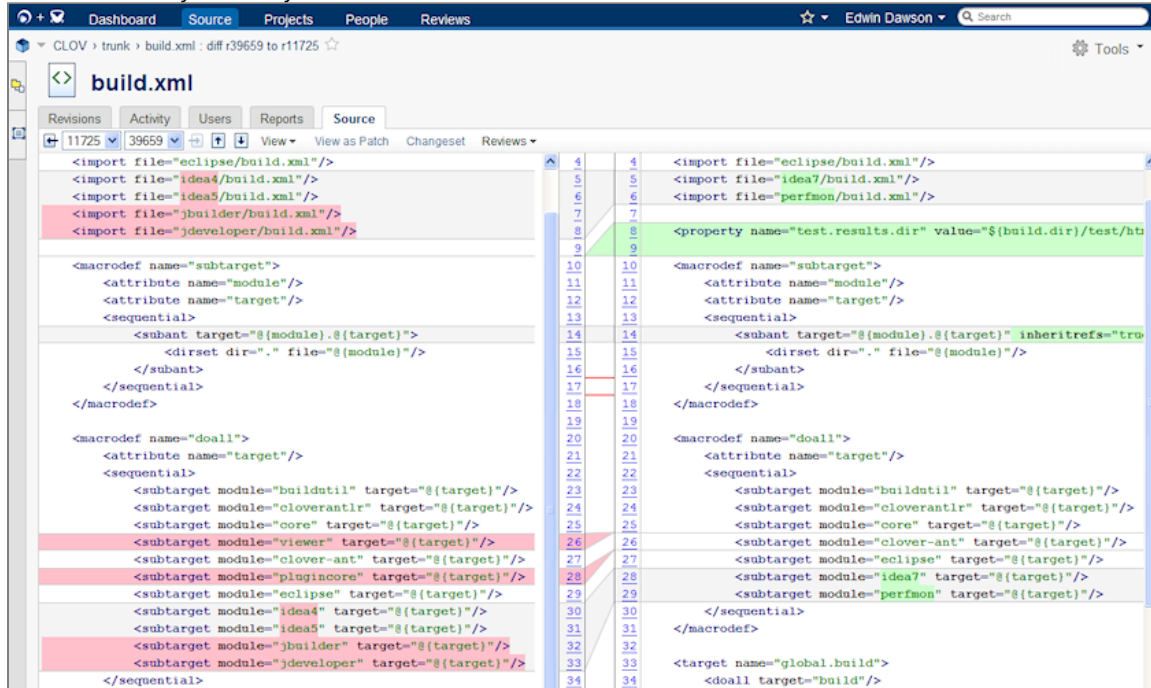 Dashboard Source Projects People Reviews Edwin Dawson Search
CLOV › trunk › build.xml : diff r39659 to r11725 Tools
build.xml
Revisions Activity Users Reports Source
11725 39659 View View as Patch Changeset Reviews
<import file="eclipse/build.xml"/> 4 4 <import file="eclipse/build.xml"/>
<import file="idea4/build.xml"/> 5 5 <import file="idea7/build.xml"/>
<import file="idea5/build.xml"/> 6 6 <import file="perfmon/build.xml"/>
<import file="jbuilder/build.xml"/> 7 7
<import file="jdeveloper/build.xml"/> 8 8 <property name="test.results.dir" value="${build.dir}/test/htm
9 9
<macrodef name="subtarget"> 10 10 <macrodef name="subtarget">
<attribute name="module"/> 11 11 <attribute name="module"/>
<attribute name="target"/> 12 12 <attribute name="target"/>
<sequential> 13 13 <sequential>
<subant target="@{module}.@{target}"> 14 14 <subant target="@{module}.@{target}" inheritrefs="true
<dirset dir="." file="@{module}"/> 15 15 <dirset dir="." file="@{module}"/>
</subant> 16 16 </subant>
</sequential> 17 17 </sequential>
</macrodef> 18 18 </macrodef>
19 19
<macrodef name="doall"> 20 20 <macrodef name="doall">
<attribute name="target"/> 21 21 <attribute name="target"/>
<sequential> 22 22 <sequential>
<subtarget module="buildutil" target="@{target}"/> 23 23 <subtarget module="buildutil" target="@{target}"/>
<subtarget module="cloverantlr" target="@{target}"/> 24 24 <subtarget module="cloverantlr" target="@{target}"/>
<subtarget module="core" target="@{target}"/> 25 25 <subtarget module="core" target="@{target}"/>
<subtarget module="viewer" target="@{target}"/> 26 26 <subtarget module="clover-ant" target="@{target}"/>
<subtarget module="clover-ant" target="@{target}"/> 27 27 <subtarget module="eclipse" target="@{target}"/>
<subtarget module="plugincore" target="@{target}"/> 28 28 <subtarget module="idea7" target="@{target}"/>
<subtarget module="eclipse" target="@{target}"/> 29 29 <subtarget module="perfmon" target="@{target}"/>
<subtarget module="idea4" target="@{target}"/> 30 30 </sequential>
<subtarget module="idea5" target="@{target}"/> 31 31 </macrodef>
<subtarget module="jbuilder" target="@{target}"/> 32 32
<subtarget module="jdeveloper" target="@{target}"/> 33 33 <target name="global.build">
</sequential> 34 34 <doall target="build"/>